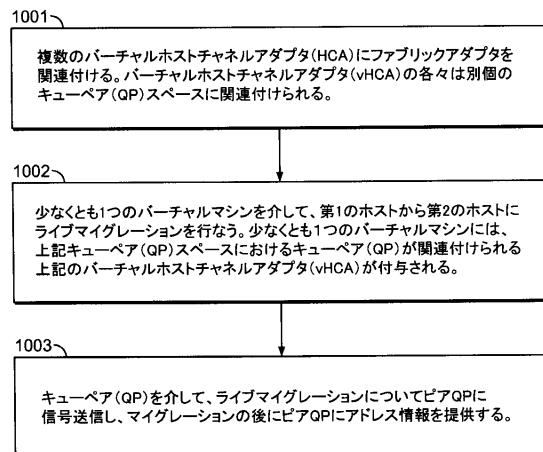 1001
複数のバーチャルホストチャネルアダプタ(HCA)にファブリックアダプタを
関連付ける。バーチャルホストチャネルアダプタ(vHCA)の各々は別個の
キューペア(QP)スペースに関連付けられる。
1002
少なくとも1つのバーチャルマシンを介して、第1のホストから第2のホストに
ライブマイグレーションを行なう。少なくとも1つのバーチャルマシンには、
上記キューペア(QP)スペースにおけるキューペア(QP)が関連付けられる
上記のバーチャルホストチャネルアダプタ(vHCA)が付与される。
1003
キューペア(QP)を介して、ライブマイグレーションについてピアQPに
信号送信し、マイグレーションの後にピアQPにアドレス情報を提供する。